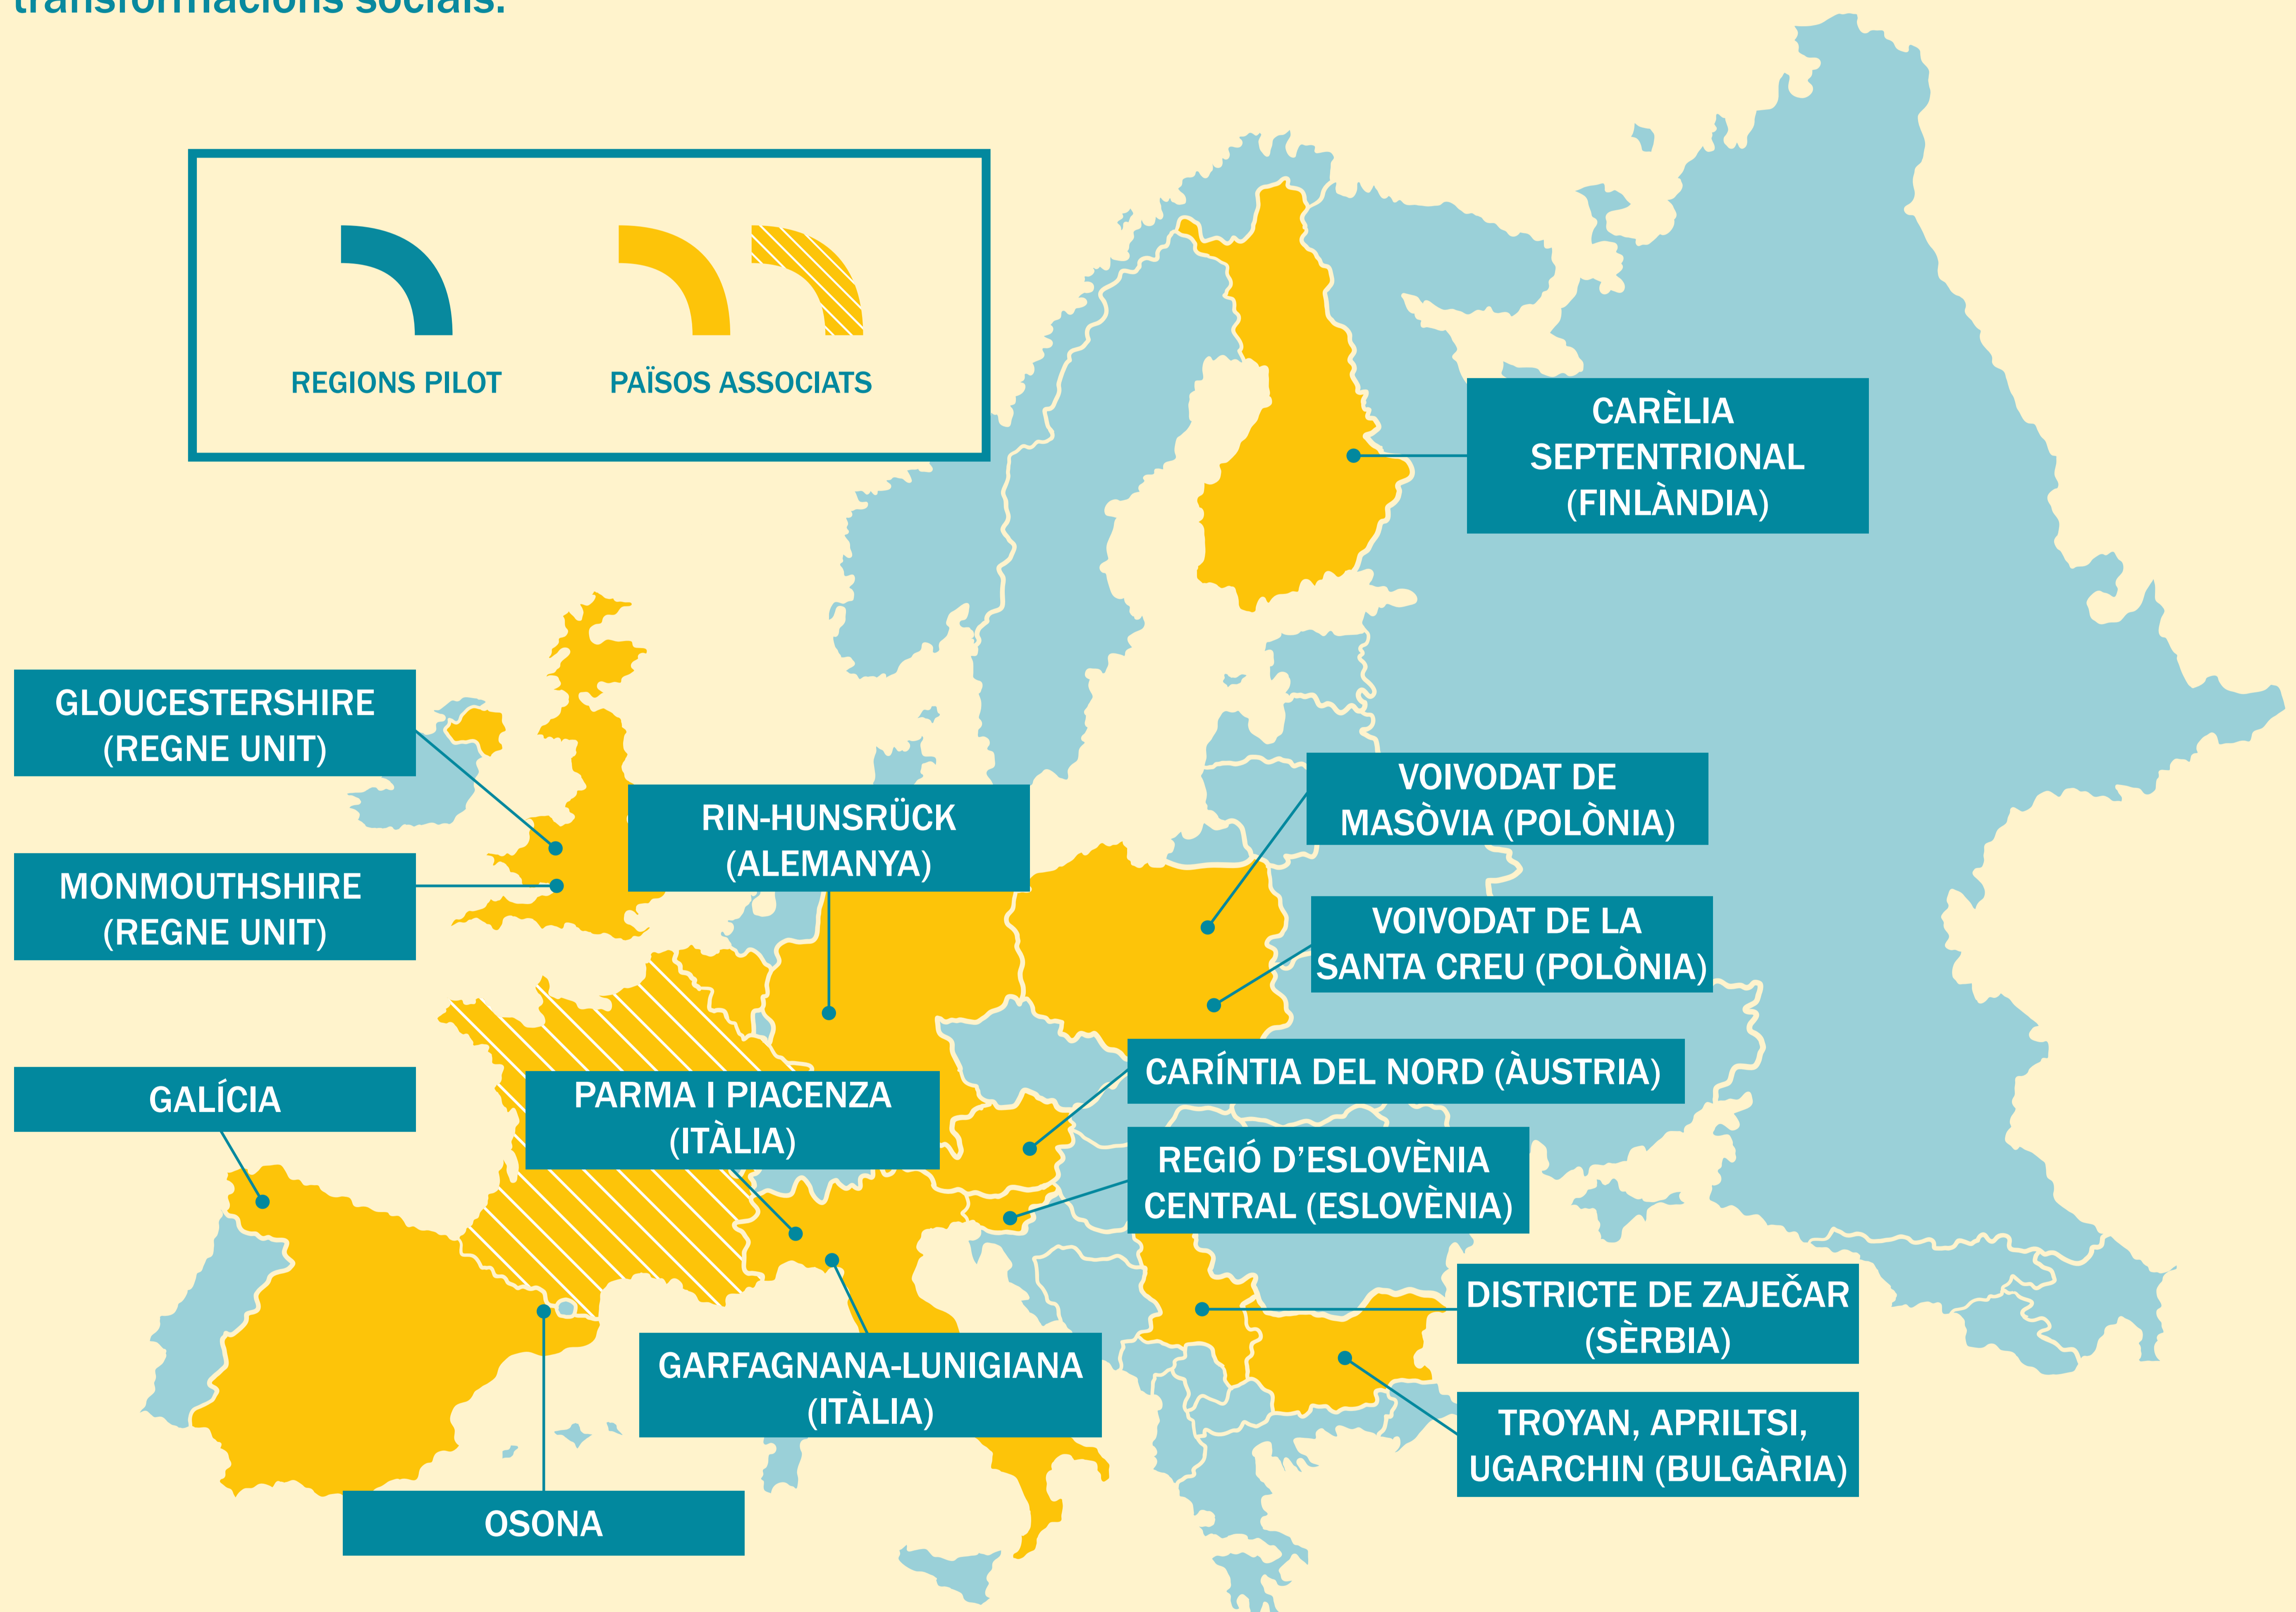 transformacions socials.
REGIONS PILOT
PAÏSOS ASSOCIATS
CARÈLIA
SEPTENTRIONAL
(FINLÀNDIA)
GLOUCESTERSHIRE
(REGNE UNIT)
MONMOUTHSHIRE
(REGNE UNIT)
RIN-HUNSRÜCK
(ALEMANYA)
VOIVODAT DE
MASÒVIA (POLÒNIA)
VOIVODAT DE LA
SANTA CREU (POLÒNIA)
GALÍCIA
PARMA I PIACENZA
(ITÀLIA)
CARÍNTIA DEL NORD (ÀUSTRIA)
REGIÓ D’ESLOVÈNIA
CENTRAL (ESLOVÈNIA)
DISTRICTE DE ZAJEČAR
(SÈRBIA)
GARFAGNANA-LUNIGIANA
(ITÀLIA)
TROYAN, APRILTSI,
UGARCHIN (BULGÀRIA)
OSONA